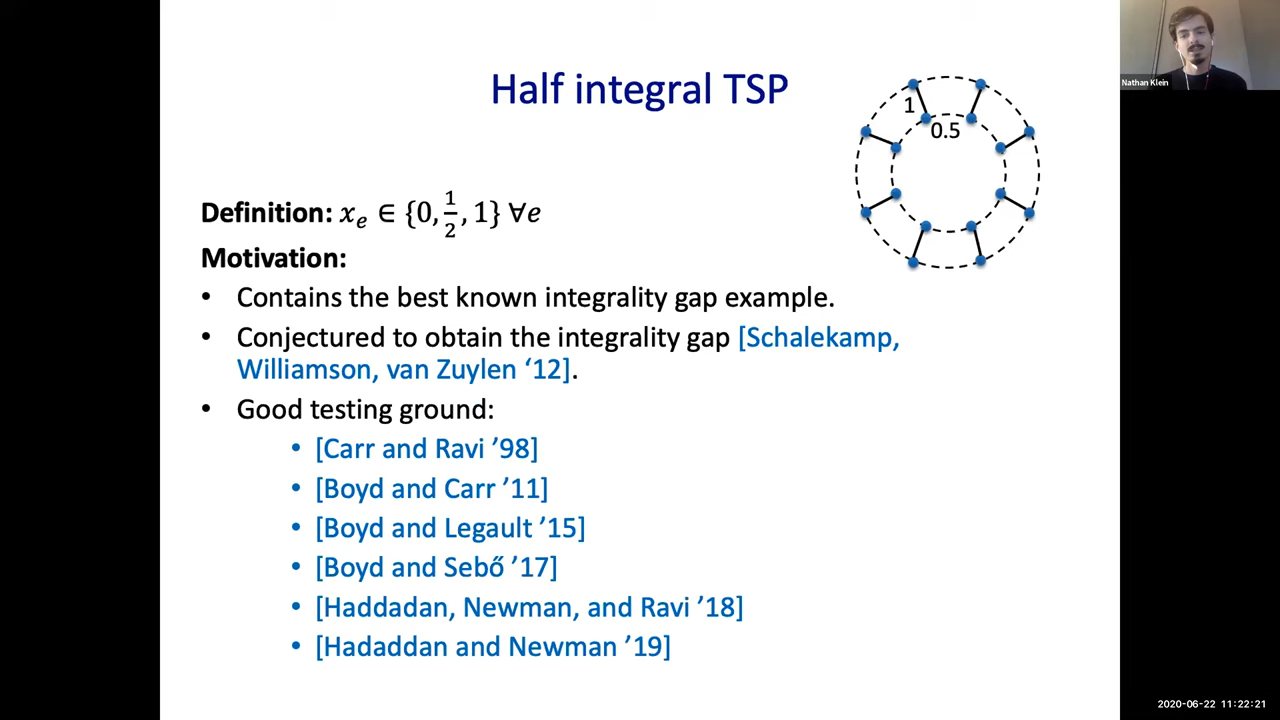 Half integral TSP
1
0.5
Nathan Klein
Definition: x_e ∈ {0, 1/2, 1} ∀e
Motivation:
• Contains the best known integrality gap example.
• Conjectured to obtain the integrality gap [Schalekamp,
Williamson, van Zuylen ‘12].
• Good testing ground:
• [Carr and Ravi ’98]
• [Boyd and Carr ’11]
• [Boyd and Legault ’15]
• [Boyd and Sebő ’17]
• [Haddadan, Newman, and Ravi ’18]
• [Hadaddan and Newman ’19]
2020-06-22 11:22:21